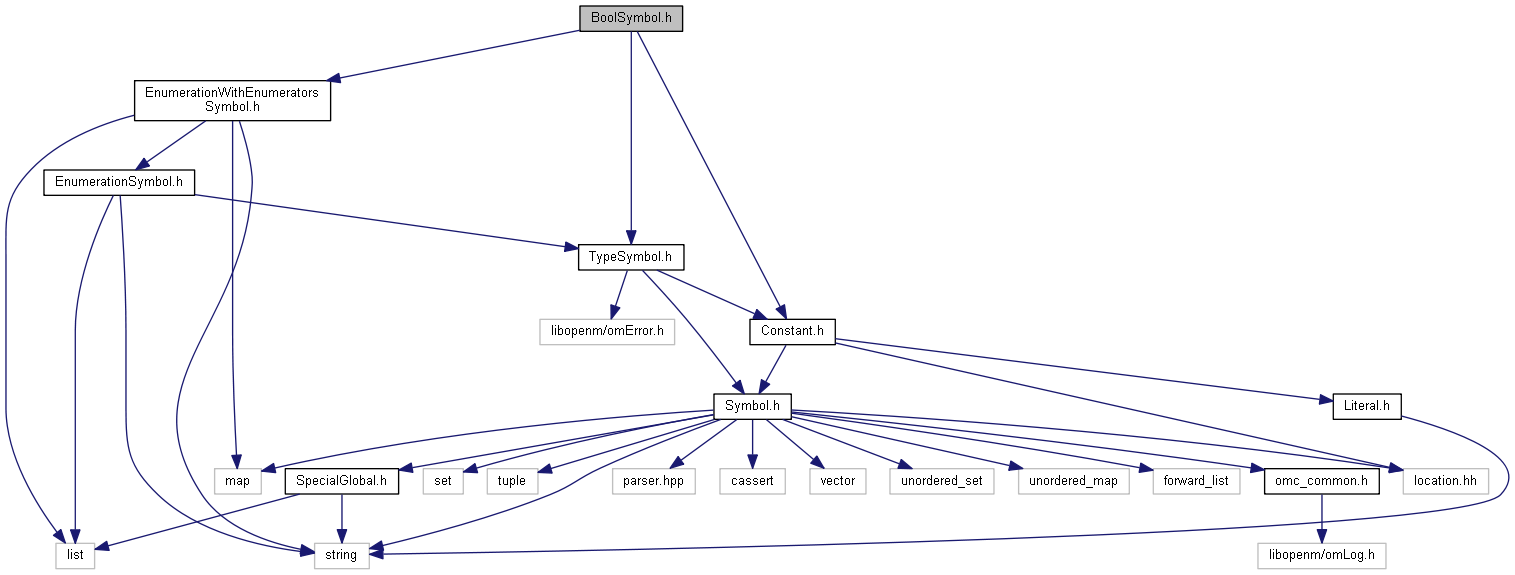 BoolSymbol.h
EnumerationWithEnumerators
Symbol.h
EnumerationSymbol.h
TypeSymbol.h
libopenm/omError.h
Constant.h
Symbol.h
Literal.h
map
SpecialGlobal.h
set
tuple
parser.hpp
cassert
vector
unordered_set
unordered_map
forward_list
omc_common.h
location.hh
list
string
libopenm/omLog.h